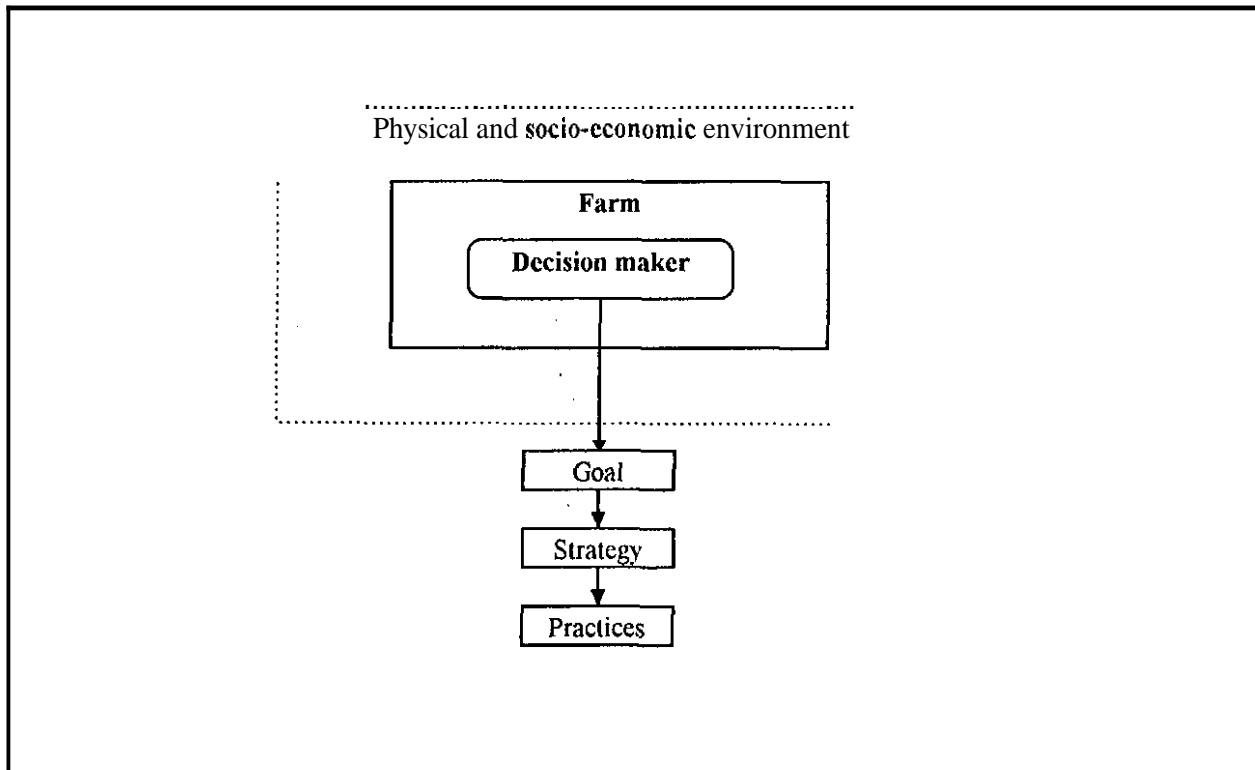 Physical and socio-economic environment
Farm
Decision maker
Goal
Strategy
Practices